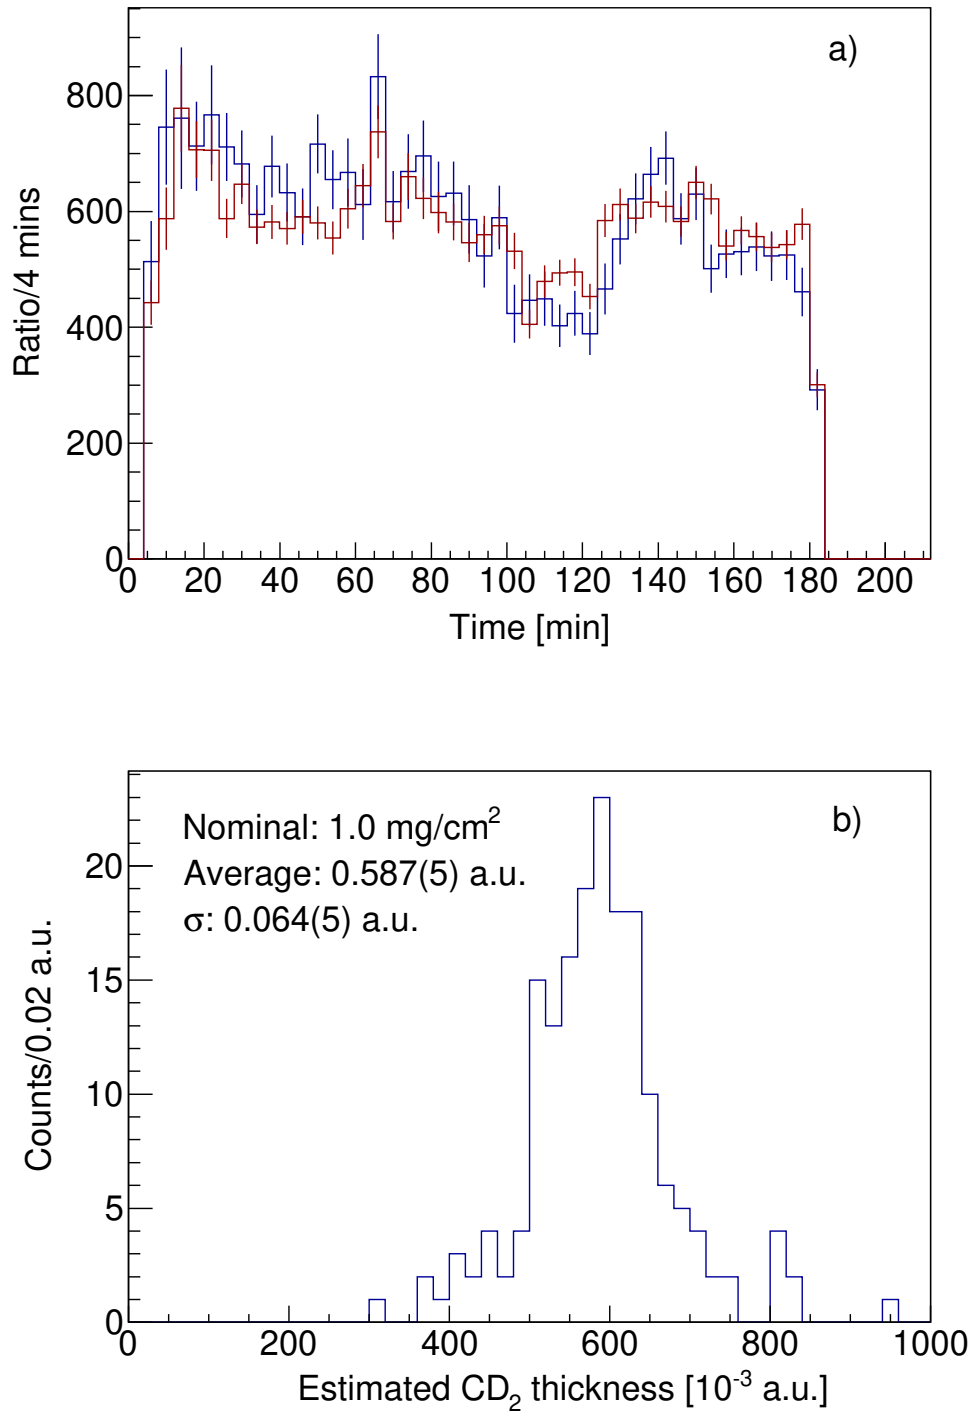 a)
800
600
400
200
0
Ratio/4 mins
0 20 40 60 80 100 120 140 160 180 200
Time [min]
b)
Nominal: 1.0 mg/cm²
Average: 0.587(5) a.u.
σ: 0.064(5) a.u.
20
15
10
5
0
Counts/0.02 a.u.
0 200 400 600 800 1000
Estimated CD₂ thickness [10⁻³ a.u.]